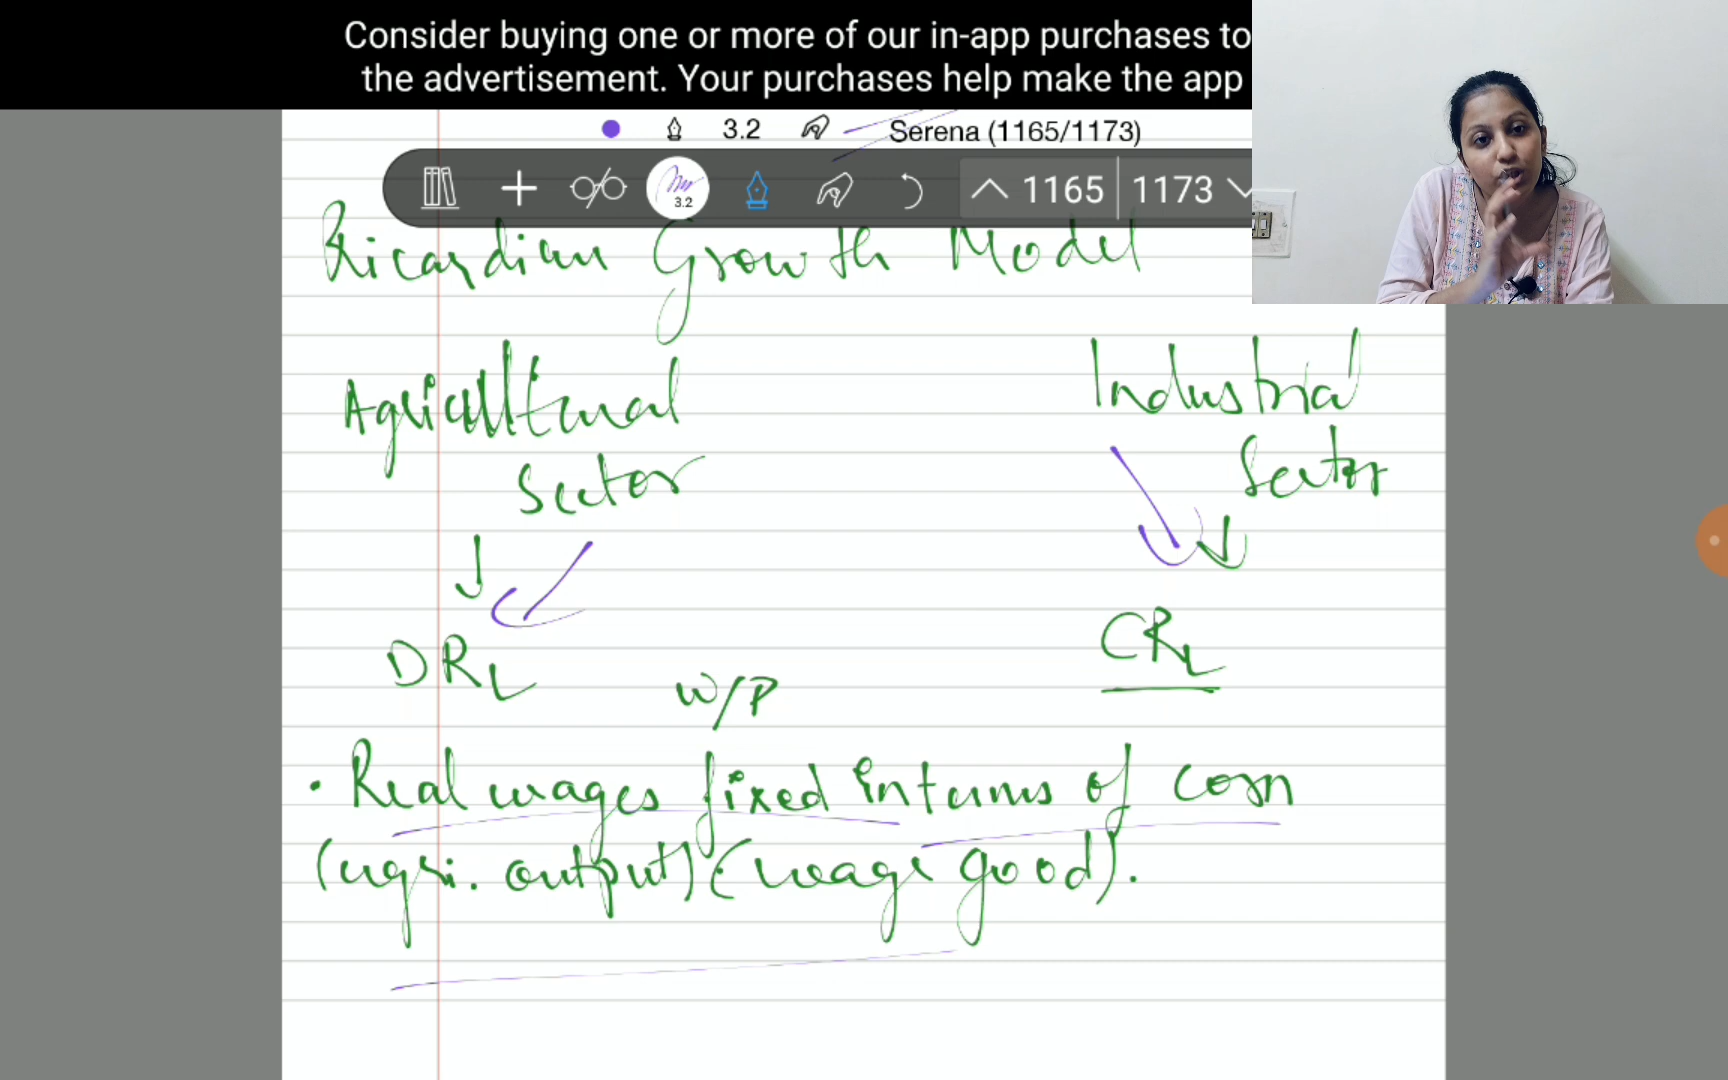 Consider buying one or more of our in-app purchases to
the advertisement. Your purchases help make the app
3.2 Serena (1165/1173)
3.2 1165 1173
Ricardian Growth Model
Agricultural Industrial
Sector Sector
DRL CRL
W/P
• Real wages fixed in terms of corn
(agri. output) (wage good).